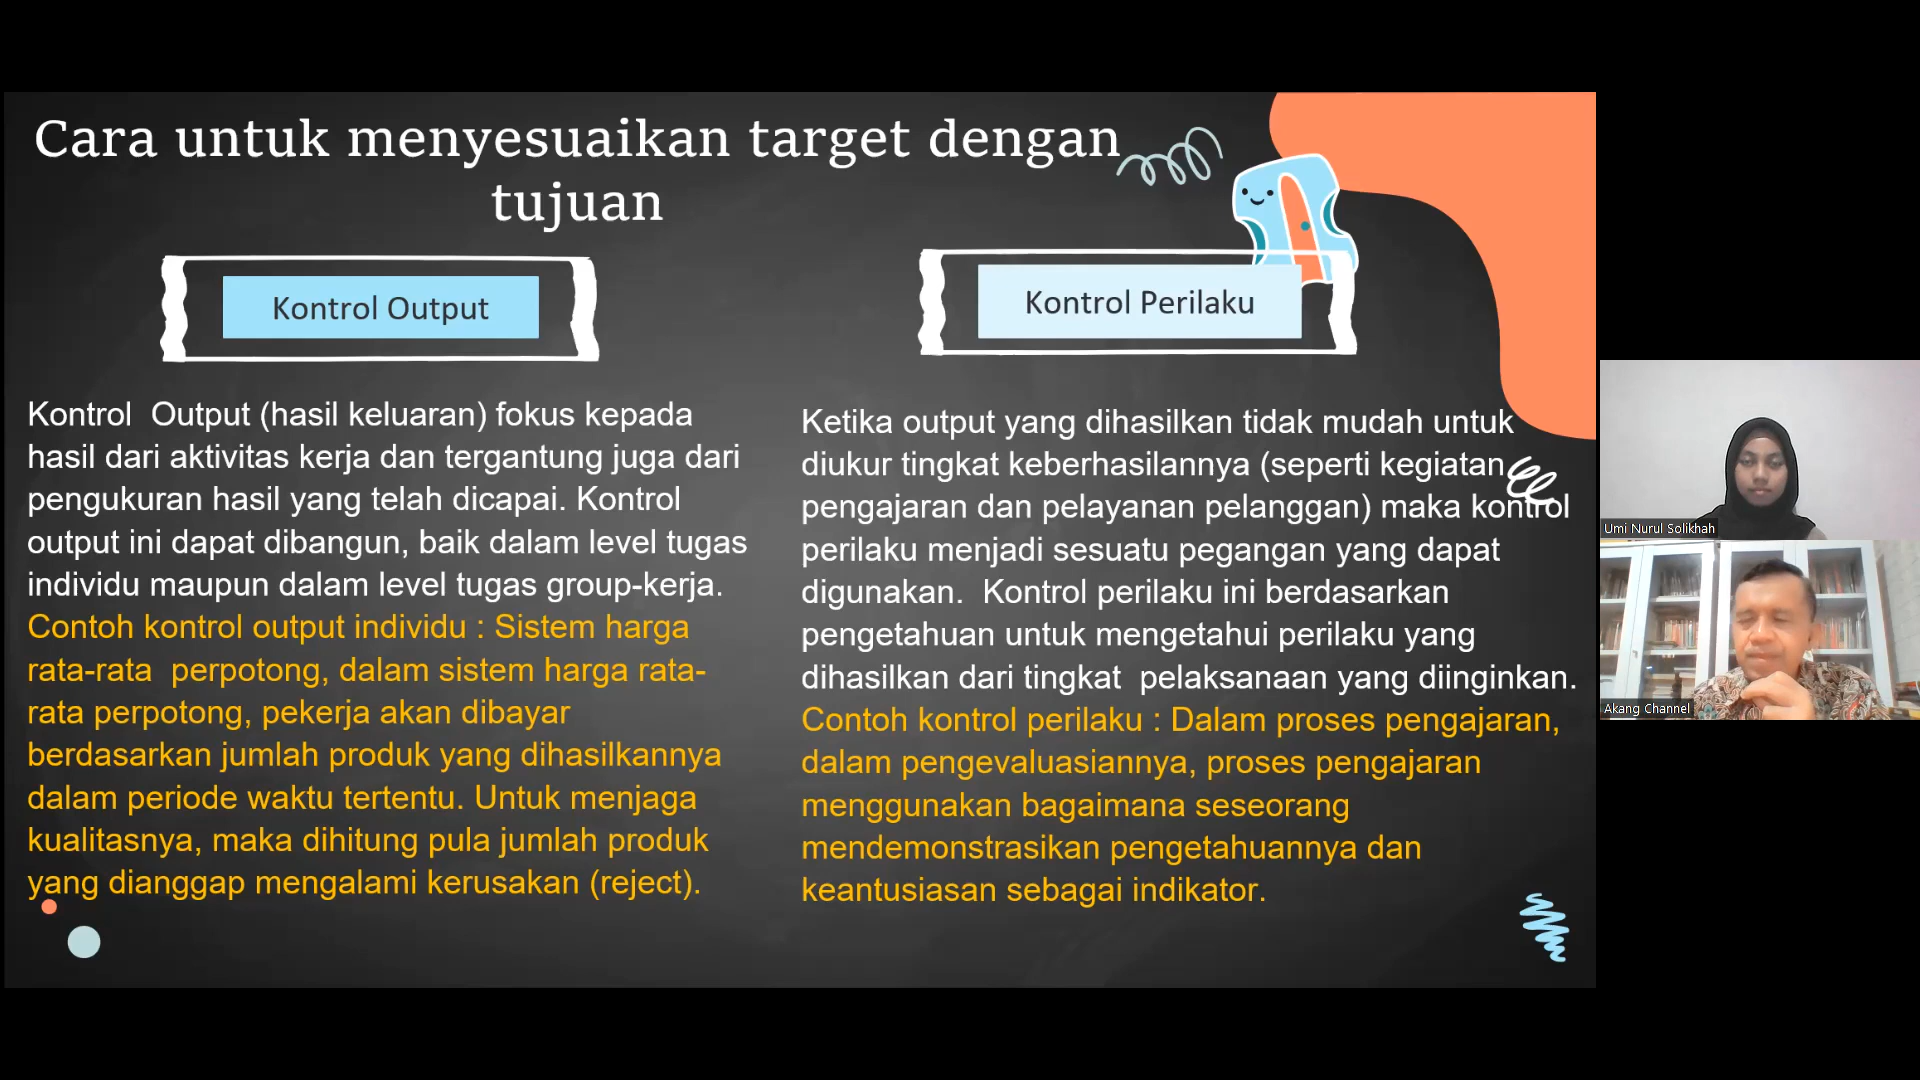 Cara untuk menyesuaikan target dengan
tujuan
Kontrol Output
Kontrol Output (hasil keluaran) fokus kepada
hasil dari aktivitas kerja dan tergantung juga dari
pengukuran hasil yang telah dicapai. Kontrol
output ini dapat dibangun, baik dalam level tugas
individu maupun dalam level tugas group-kerja.
Contoh kontrol output individu : Sistem harga
rata-rata perpotong, dalam sistem harga rata-
rata perpotong, pekerja akan dibayar
berdasarkan jumlah produk yang dihasilkannya
dalam periode waktu tertentu. Untuk menjaga
kualitasnya, maka dihitung pula jumlah produk
yang dianggap mengalami kerusakan (reject).
Kontrol Perilaku
Ketika output yang dihasilkan tidak mudah untuk
diukur tingkat keberhasilannya (seperti kegiatan
pengajaran dan pelayanan pelanggan) maka kontrol
perilaku menjadi sesuatu pegangan yang dapat
digunakan. Kontrol perilaku ini berdasarkan
pengetahuan untuk mengetahui perilaku yang
dihasilkan dari tingkat pelaksanaan yang diinginkan.
Contoh kontrol perilaku : Dalam proses pengajaran,
dalam pengevaluasiannya, proses pengajaran
menggunakan bagaimana seseorang
mendemonstrasikan pengetahuannya dan
keantusiasan sebagai indikator.
Umi Nurul Solikhah
Akang Channel